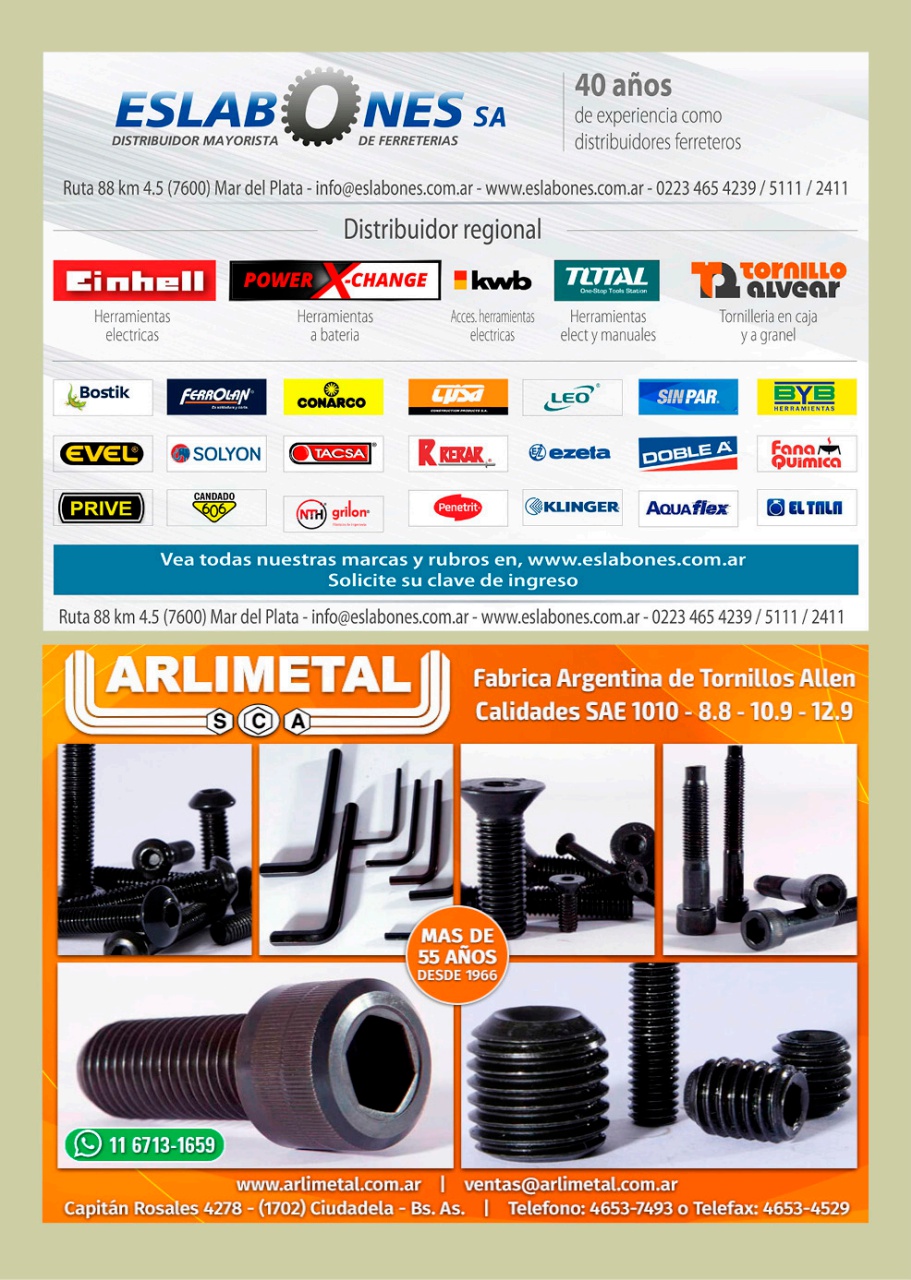 ESLABONES SA
DISTRIBUIDOR MAYORISTA DE FERRETERIAS
40 años
de experiencia como
distribuidores ferreteros
Ruta 88 km 4.5 (7600) Mar del Plata - info@eslabones.com.ar - www.eslabones.com.ar - 0223 465 4239 / 5111 / 2411
Distribuidor regional
Einhell
POWER X-CHANGE
kwb
TOTAL
One-Stop Tools Station
TORNILLO
ALVEAR
Herramientas
electricas
Herramientas
a bateria
Acces. herramientas
electricas
Herramientas
elect y manuales
Tornilleria en caja
y a granel
Bostik
FERROLAN®
CONARCO
CPSA
CONSTRUCTION PRODUCTS S.A.
LEO®
SINPAR.
BYB
HERRAMIENTAS
EVEL®
SOLYON
TACSA®
REKAR
EZ ezeta
DOBLE A
Fana
Quimica
PRIVE
CANDADO
606
NTH grilon®
Penetrit
KLINGER
AQUAflex
EL TALA
Vea todas nuestras marcas y rubros en, www.eslabones.com.ar
Solicite su clave de ingreso
Ruta 88 km 4.5 (7600) Mar del Plata - info@eslabones.com.ar - www.eslabones.com.ar - 0223 465 4239 / 5111 / 2411
ARLIMETAL
S C A
Fabrica Argentina de Tornillos Allen
Calidades SAE 1010 - 8.8 - 10.9 - 12.9
MAS DE
55 AÑOS
DESDE 1966
11 6713-1659
www.arlimetal.com.ar | ventas@arlimetal.com.ar
Capitán Rosales 4278 - (1702) Ciudadela - Bs. As. | Telefono: 4653-7493 o Telefax: 4653-4529